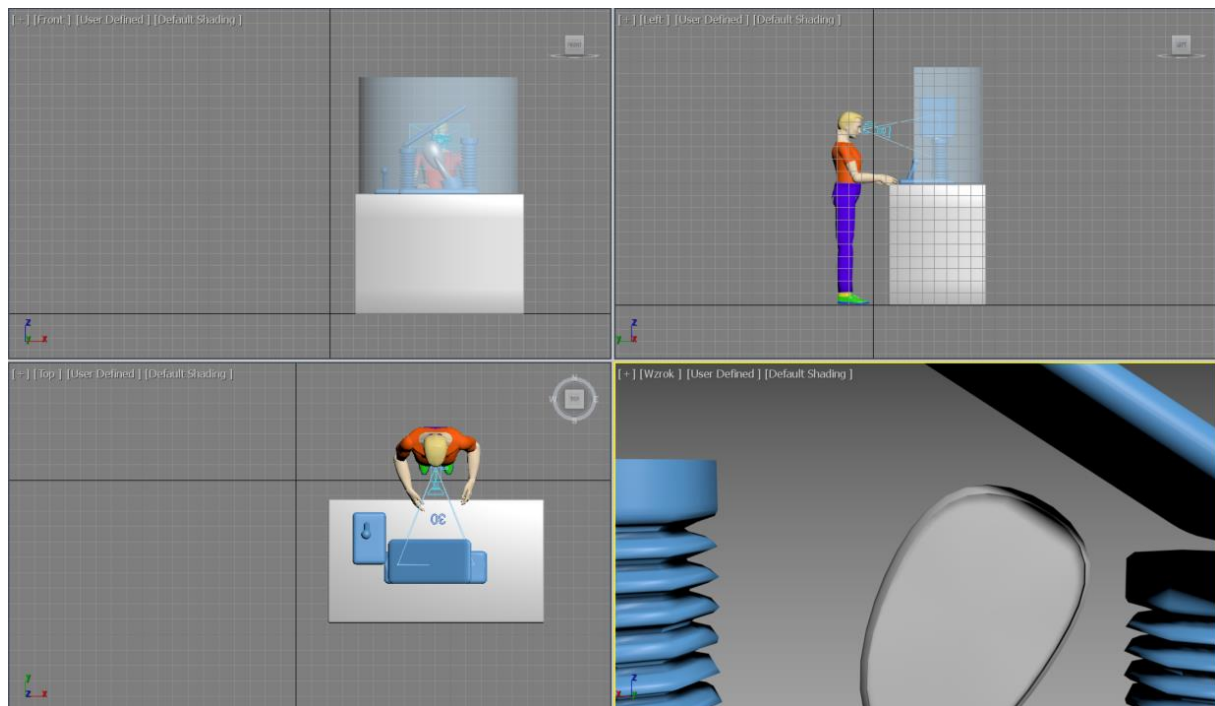 [+] [Front] [User Defined] [Default Shading]
[+] [Left] [User Defined] [Default Shading]
z
y x
z
y x
[+] [Top] [User Defined] [Default Shading]
[+] [Wzrok] [User Defined] [Default Shading]
N
W TOP E
S
30
y
z x
z
x y